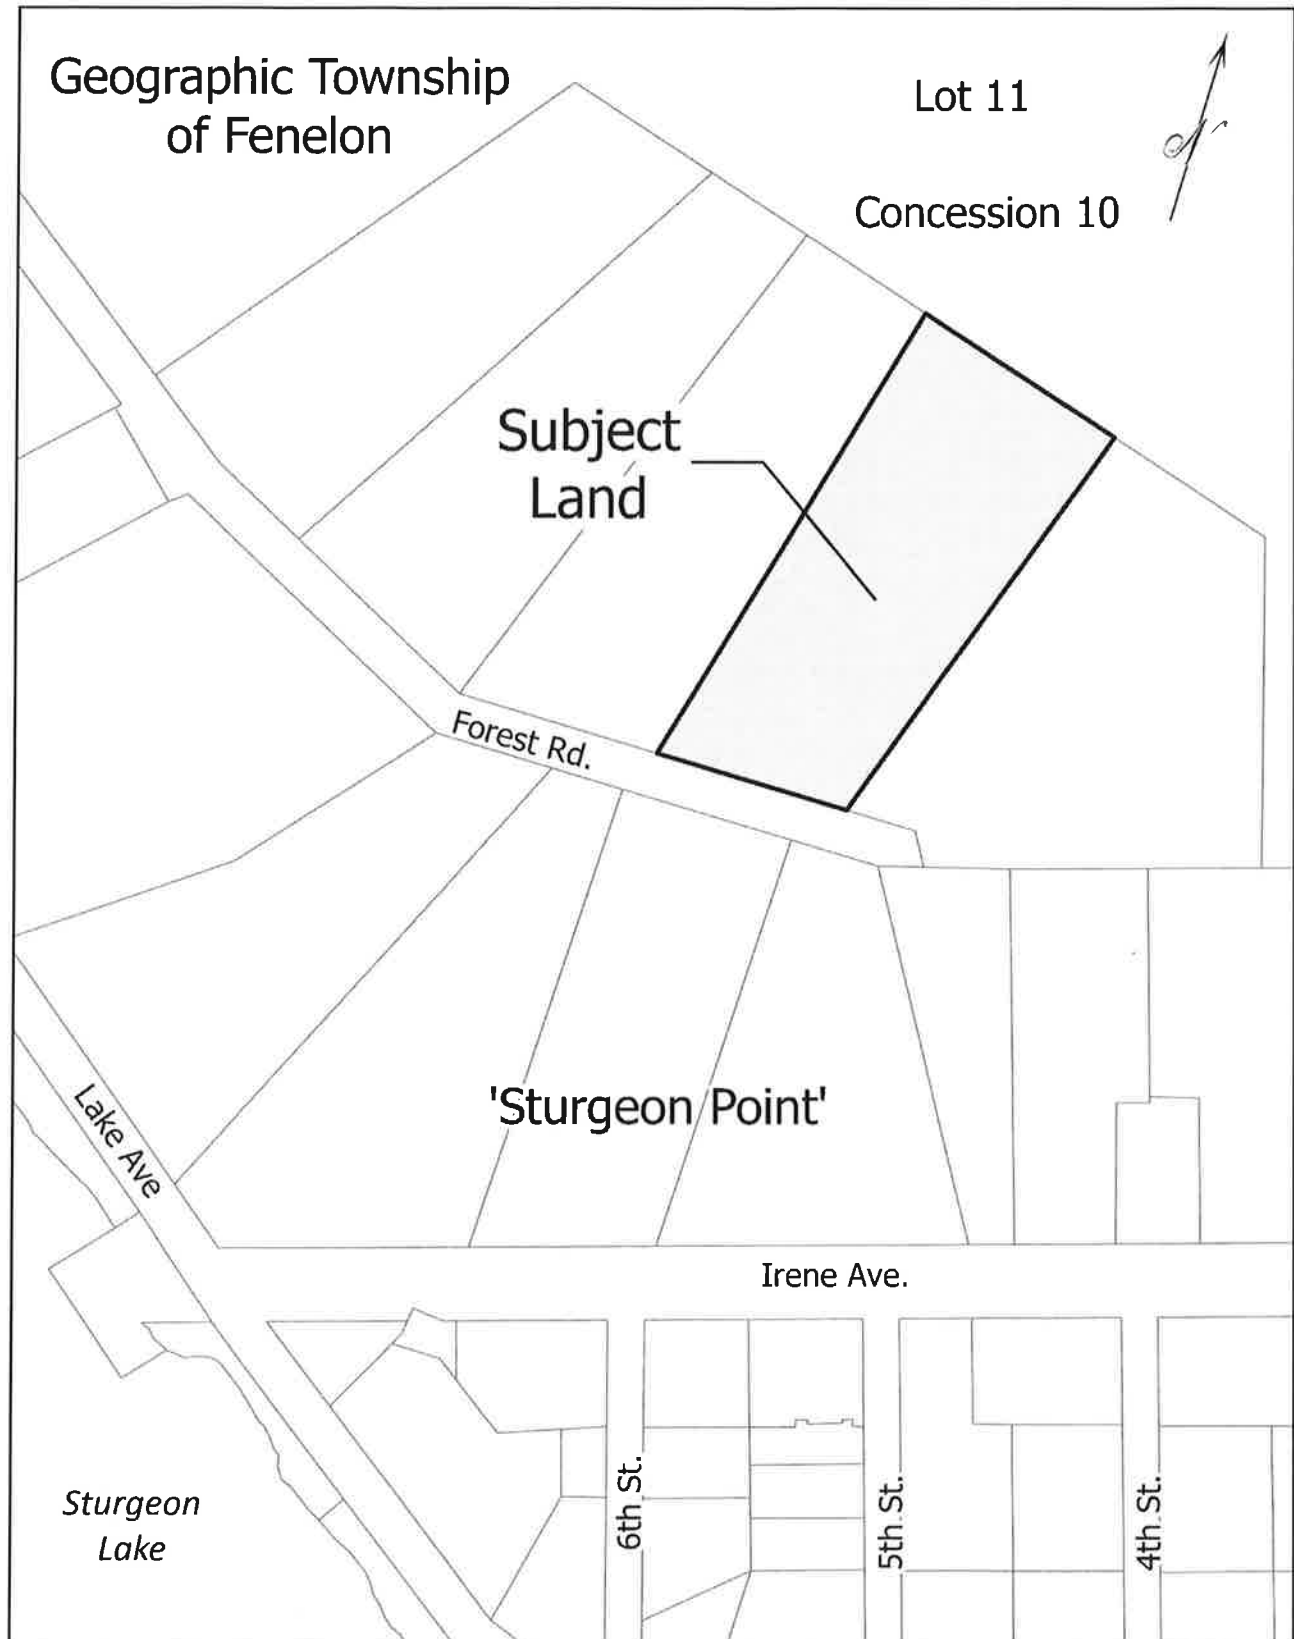 Geographic Township
of Fenelon
Lot 11
Concession 10
Subject
Land
Forest Rd.
'Sturgeon Point'
Lake Ave
Irene Ave.
Sturgeon
Lake
6th St.
5th St.
4th St.